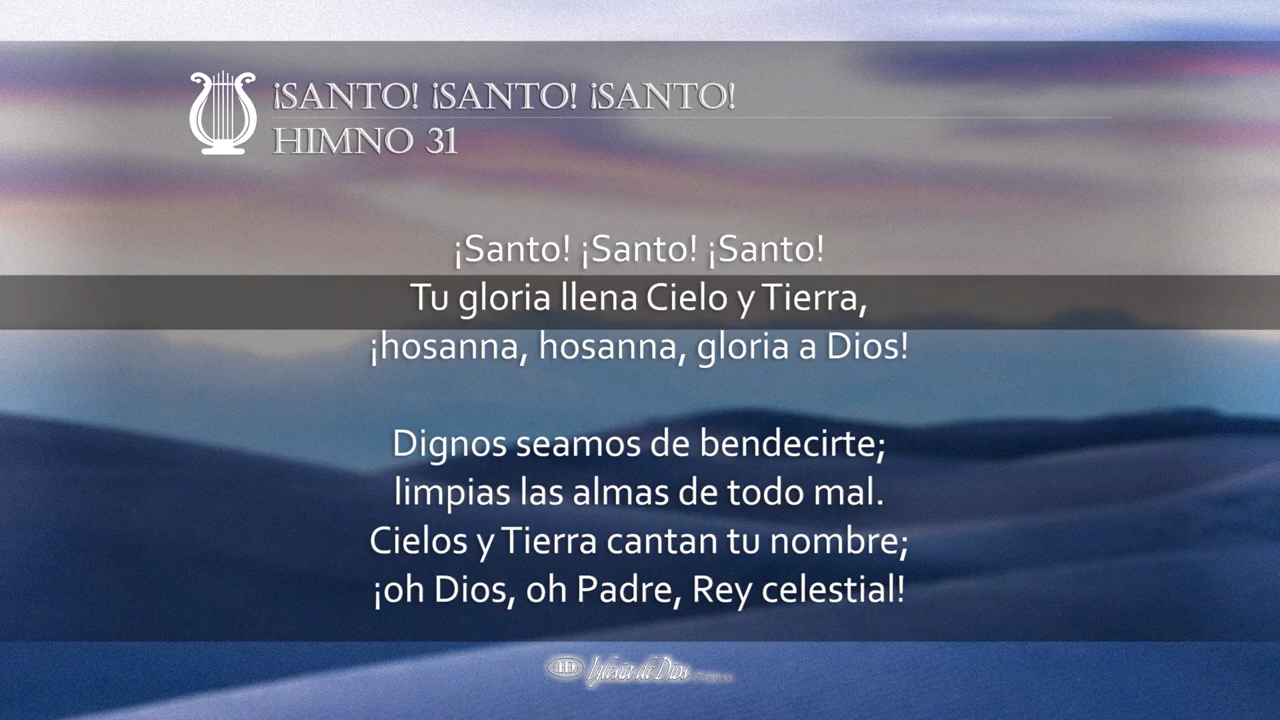 ¡SANTO! ¡SANTO! ¡SANTO!
HIMNO 31
¡Santo! ¡Santo! ¡Santo!
Tu gloria llena Cielo y Tierra,
¡hosanna, hosanna, gloria a Dios!
Dignos seamos de bendecirte;
limpias las almas de todo mal.
Cielos y Tierra cantan tu nombre;
¡oh Dios, oh Padre, Rey celestial!
ID Iglesia de Dios